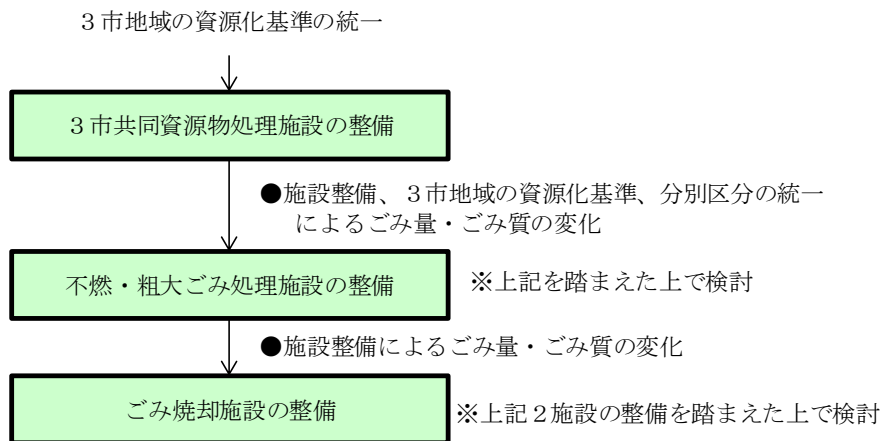 ３市地域の資源化基準の統一
３市共同資源物処理施設の整備
●施設整備、３市地域の資源化基準、分別区分の統一
によるごみ量・ごみ質の変化
不燃・粗大ごみ処理施設の整備
※上記を踏まえた上で検討
●施設整備によるごみ量・ごみ質の変化
ごみ焼却施設の整備
※上記２施設の整備を踏まえた上で検討